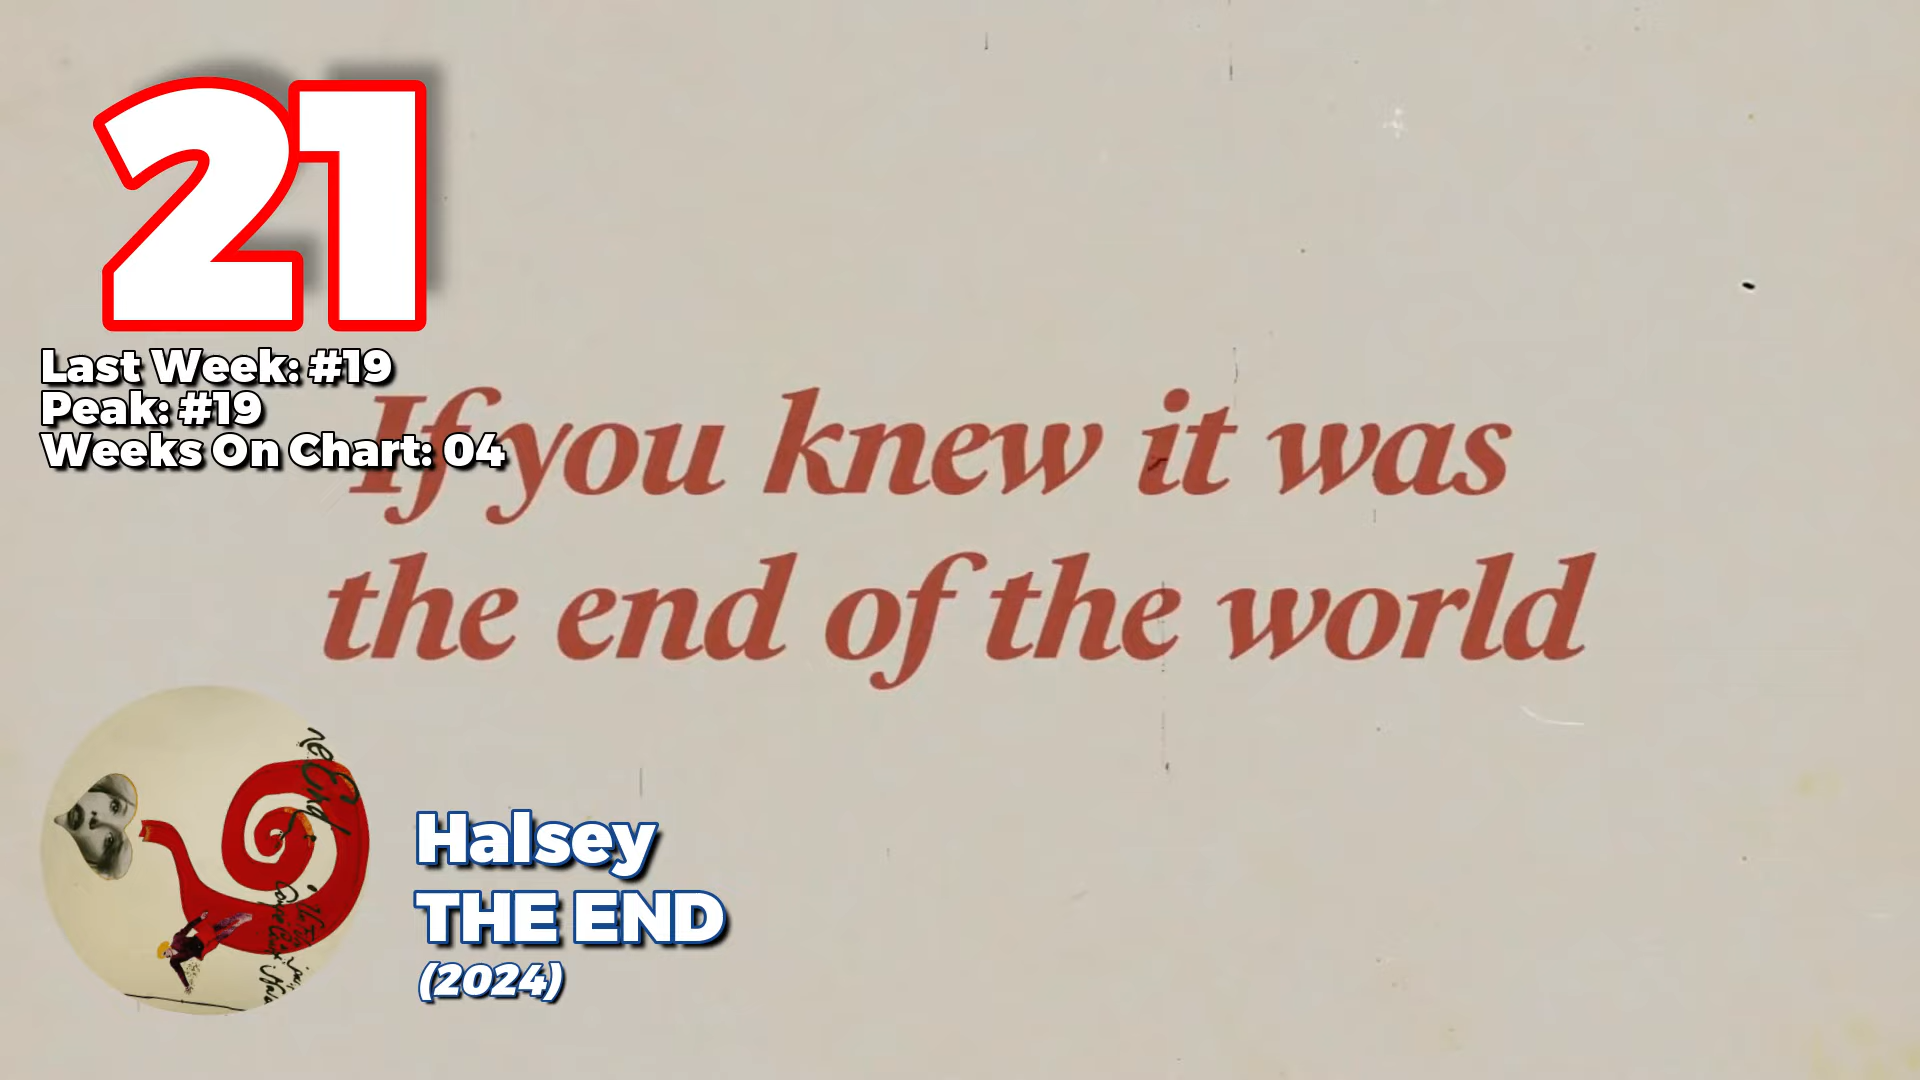 21
Last Week: #19
Peak: #19
Weeks On Chart: 04
If you knew it was
the end of the world
Halsey
THE END
(2024)